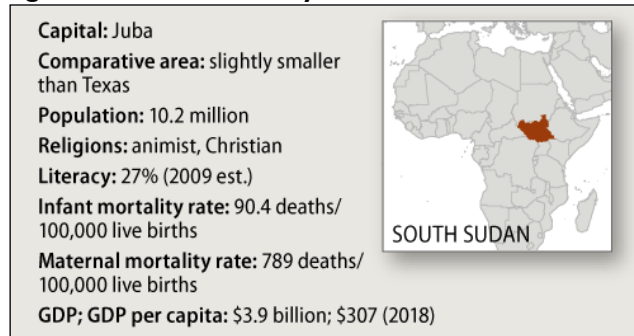 Capital: Juba
Comparative area: slightly smaller
than Texas
Population: 10.2 million
Religions: animist, Christian
Literacy: 27% (2009 est.)
Infant mortality rate: 90.4 deaths/
100,000 live births
Maternal mortality rate: 789 deaths/
100,000 live births
GDP; GDP per capita: $3.9 billion; $307 (2018)
SOUTH SUDAN